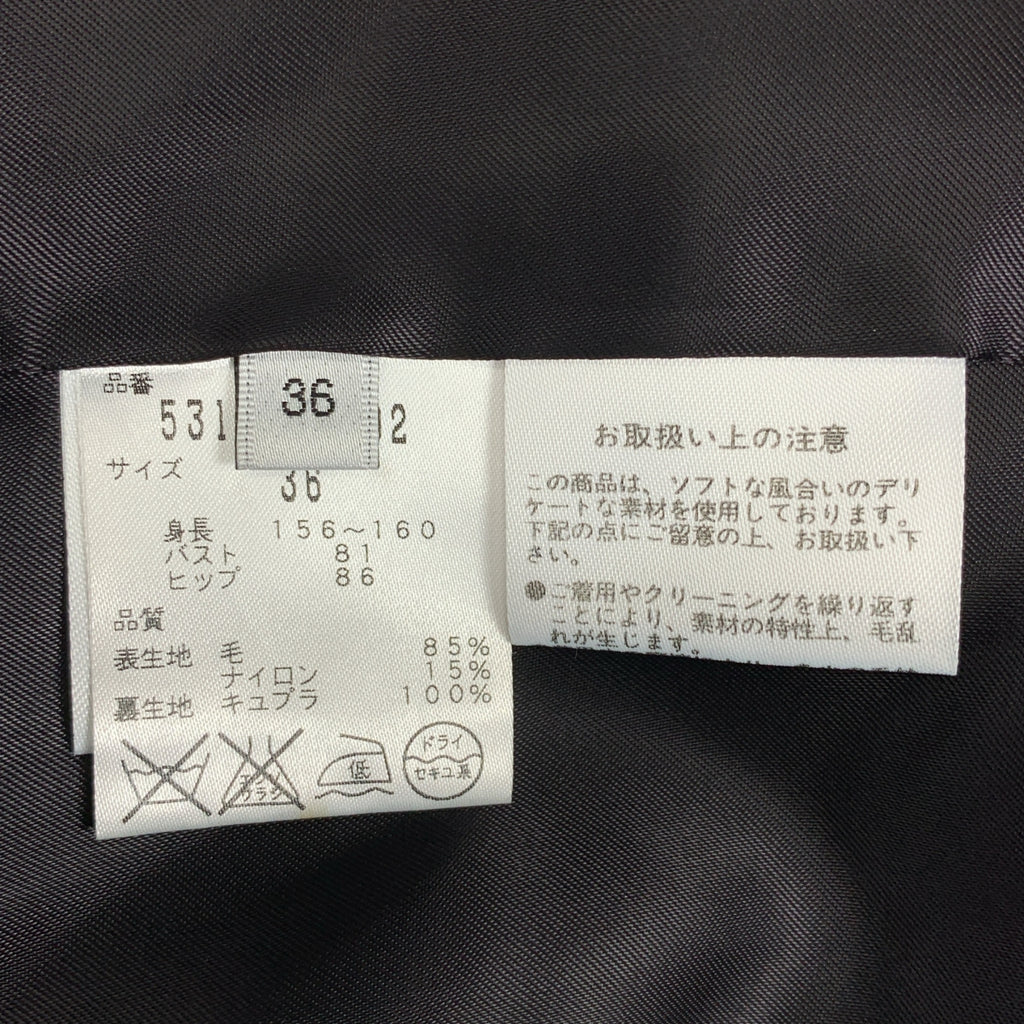 品番
36
531 02
サイズ
36
身長 156～160
バスト 81
ヒップ 86
品質
表生地 毛 85%
ナイロン 15%
裏生地 キュプラ 100%
エンソ
サラシ
低
ドライ
セキユ系
お取扱い上の注意
この商品は、ソフトな風合いのデリ
ケートな素材を使用しております。
下記の点にご留意の上、お取扱い下
さい。
●ご着用やクリーニングを繰り返す
ことにより、素材の特性上、毛乱
れが生じます。